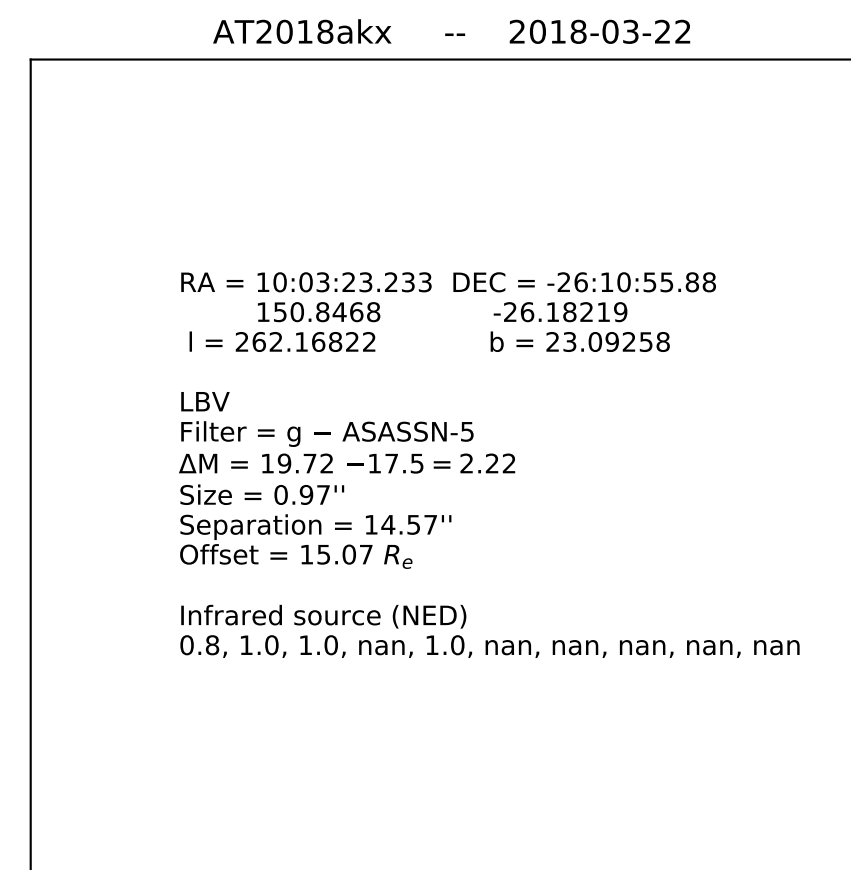 AT2018akx -- 2018-03-22
RA = 10:03:23.233 DEC = -26:10:55.88
150.8468 -26.18219
l = 262.16822 b = 23.09258
LBV
Filter = g − ASASSN-5
ΔM = 19.72 −17.5 = 2.22
Size = 0.97''
Separation = 14.57''
Offset = 15.07 Rₑ
Infrared source (NED)
0.8, 1.0, 1.0, nan, 1.0, nan, nan, nan, nan, nan